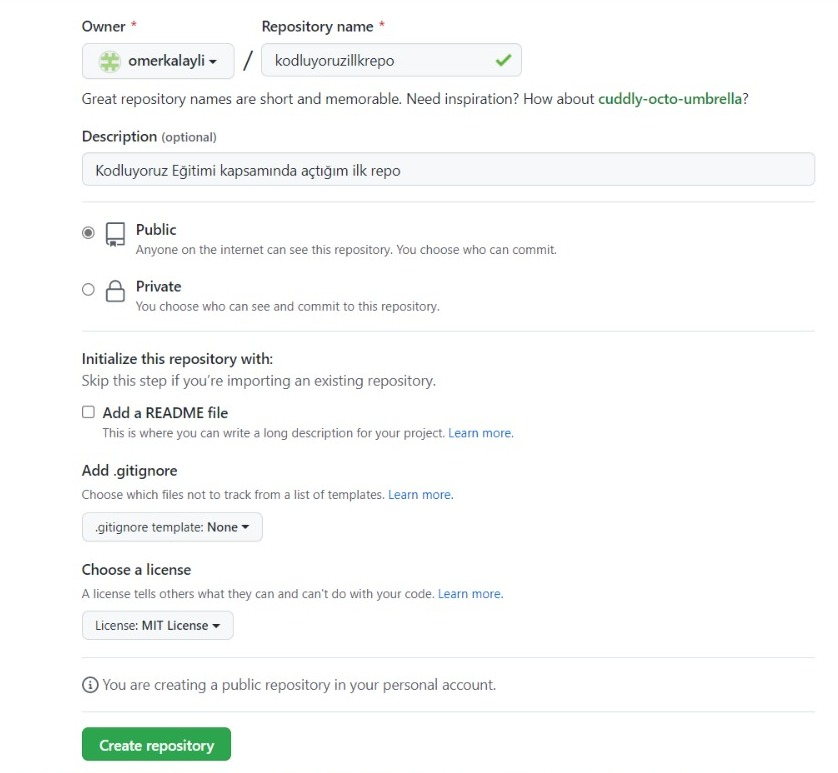 Owner * Repository name *
omerkalayli / kodluyoruzillkrepo
Great repository names are short and memorable. Need inspiration? How about cuddly-octo-umbrella?
Description (optional)
Kodluyoruz Eğitimi kapsamında açtığım ilk repo
Public
Anyone on the internet can see this repository. You choose who can commit.
Private
You choose who can see and commit to this repository.
Initialize this repository with:
Skip this step if you're importing an existing repository.
Add a README file
This is where you can write a long description for your project. Learn more.
Add .gitignore
Choose which files not to track from a list of templates. Learn more.
.gitignore template: None
Choose a license
A license tells others what they can and can't do with your code. Learn more.
License: MIT License
You are creating a public repository in your personal account.
Create repository